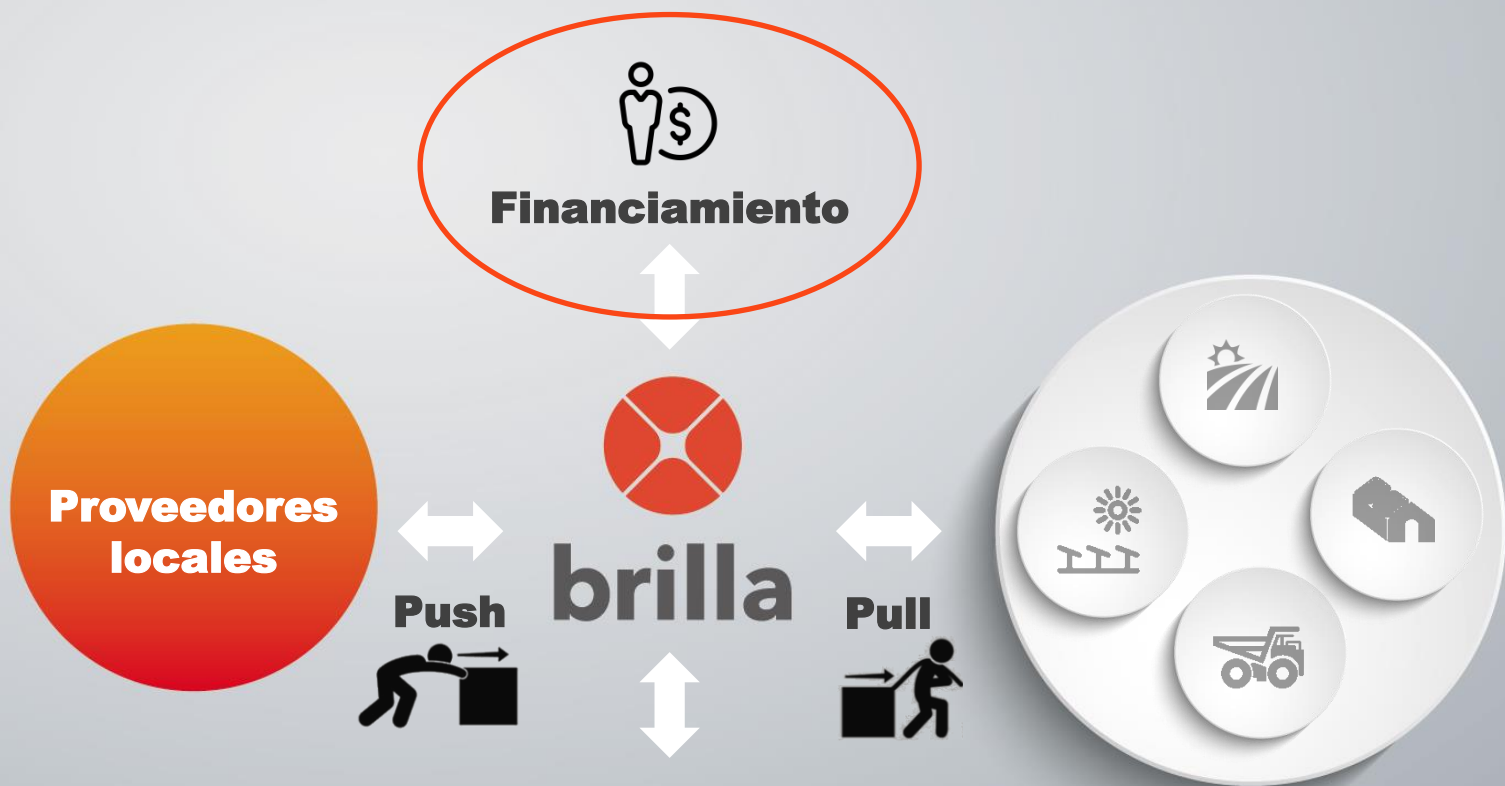 $
Financiamiento
Proveedores
locales
Push
brilla
Pull